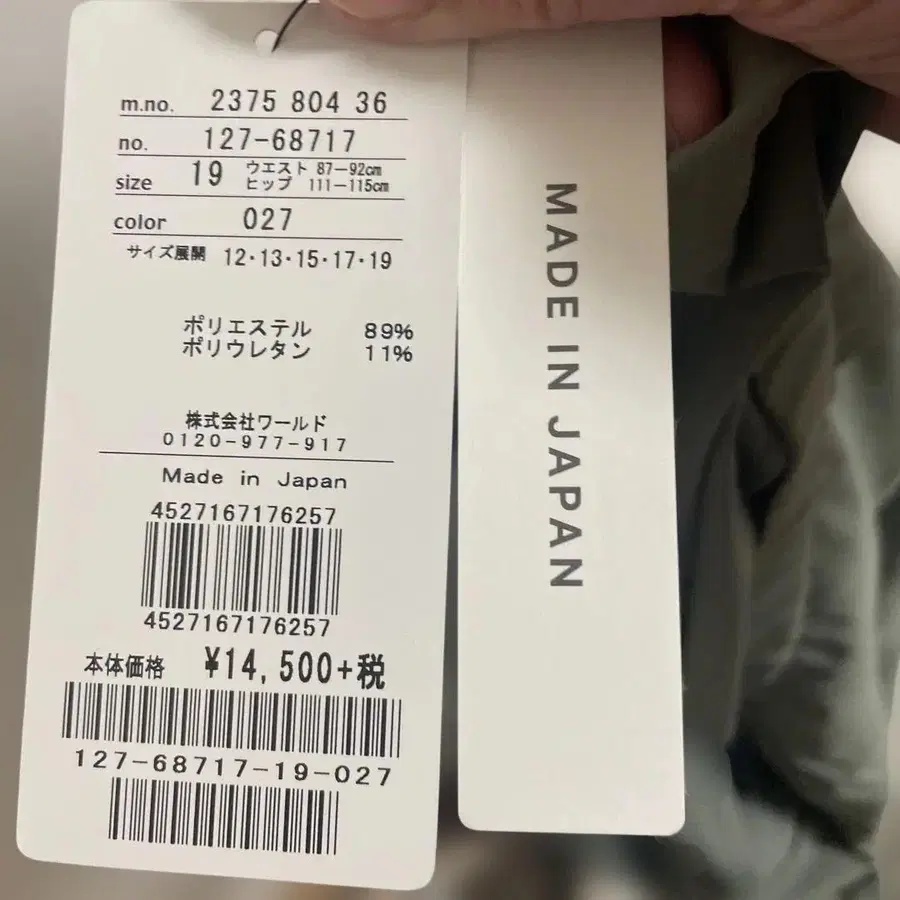 m.no. 2375 804 36
no. 127-68717
size 19 ウエスト 87-92cm
ヒップ 111-115cm
color 027
サイズ展開 12・13・15・17・19
ポリエステル 89%
ポリウレタン 11%
株式会社ワールド
0120-977-917
Made in Japan
4527167176257
4527167176257
本体価格 ¥14,500+税
127-68717-19-027
MADE IN JAPAN